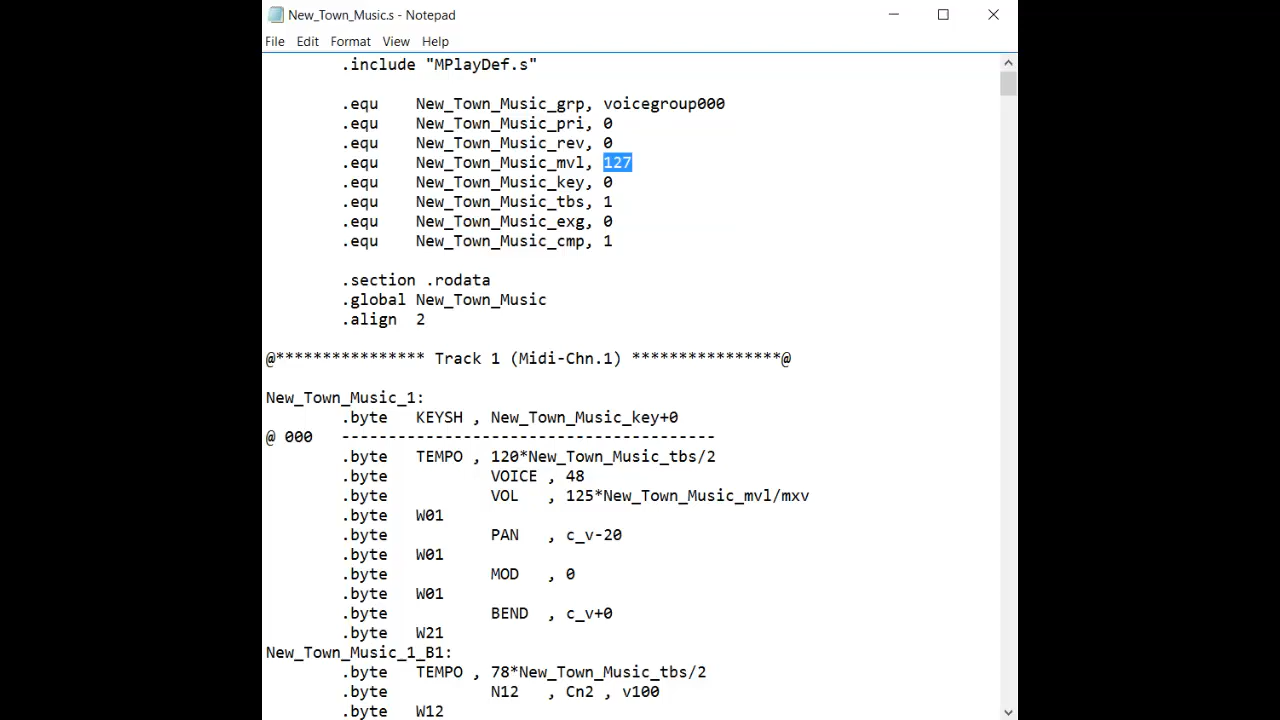 New_Town_Music.s - Notepad
File Edit Format View Help
.include "MPlayDef.s"
.equ New_Town_Music_grp, voicegroup000
.equ New_Town_Music_pri, 0
.equ New_Town_Music_rev, 0
.equ New_Town_Music_mvl, 127
.equ New_Town_Music_key, 0
.equ New_Town_Music_tbs, 1
.equ New_Town_Music_exg, 0
.equ New_Town_Music_cmp, 1
.section .rodata
.global New_Town_Music
.align 2
@**************** Track 1 (Midi-Chn.1) ****************@
New_Town_Music_1:
.byte KEYSH , New_Town_Music_key+0
@ 000 ----------------------------------------
.byte TEMPO , 120*New_Town_Music_tbs/2
.byte VOICE , 48
.byte VOL , 125*New_Town_Music_mvl/mxv
.byte W01
.byte PAN , c_v-20
.byte W01
.byte MOD , 0
.byte W01
.byte BEND , c_v+0
.byte W21
New_Town_Music_1_B1:
.byte TEMPO , 78*New_Town_Music_tbs/2
.byte N12 , Cn2 , v100
.byte W12